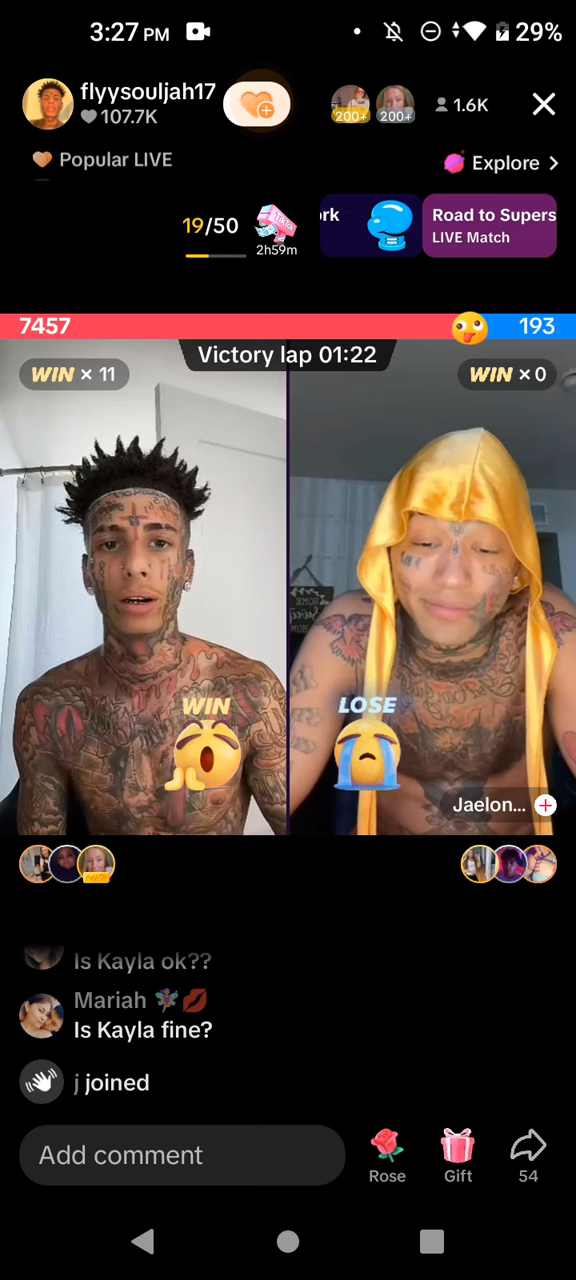 3:27 PM
29%
flyysouljah17
107.7K
200+
200+
1.6K
Popular LIVE
Explore >
19/50
TikTok
2h59m
rk
Road to Supers
LIVE Match
7457
193
Victory lap 01:22
WIN × 11
WIN × 0
WIN
LOSE
Jaelon... +
Is Kayla ok??
Mariah 🧚🏽‍♀️💋
Is Kayla fine?
j joined
Add comment
Rose
Gift
54